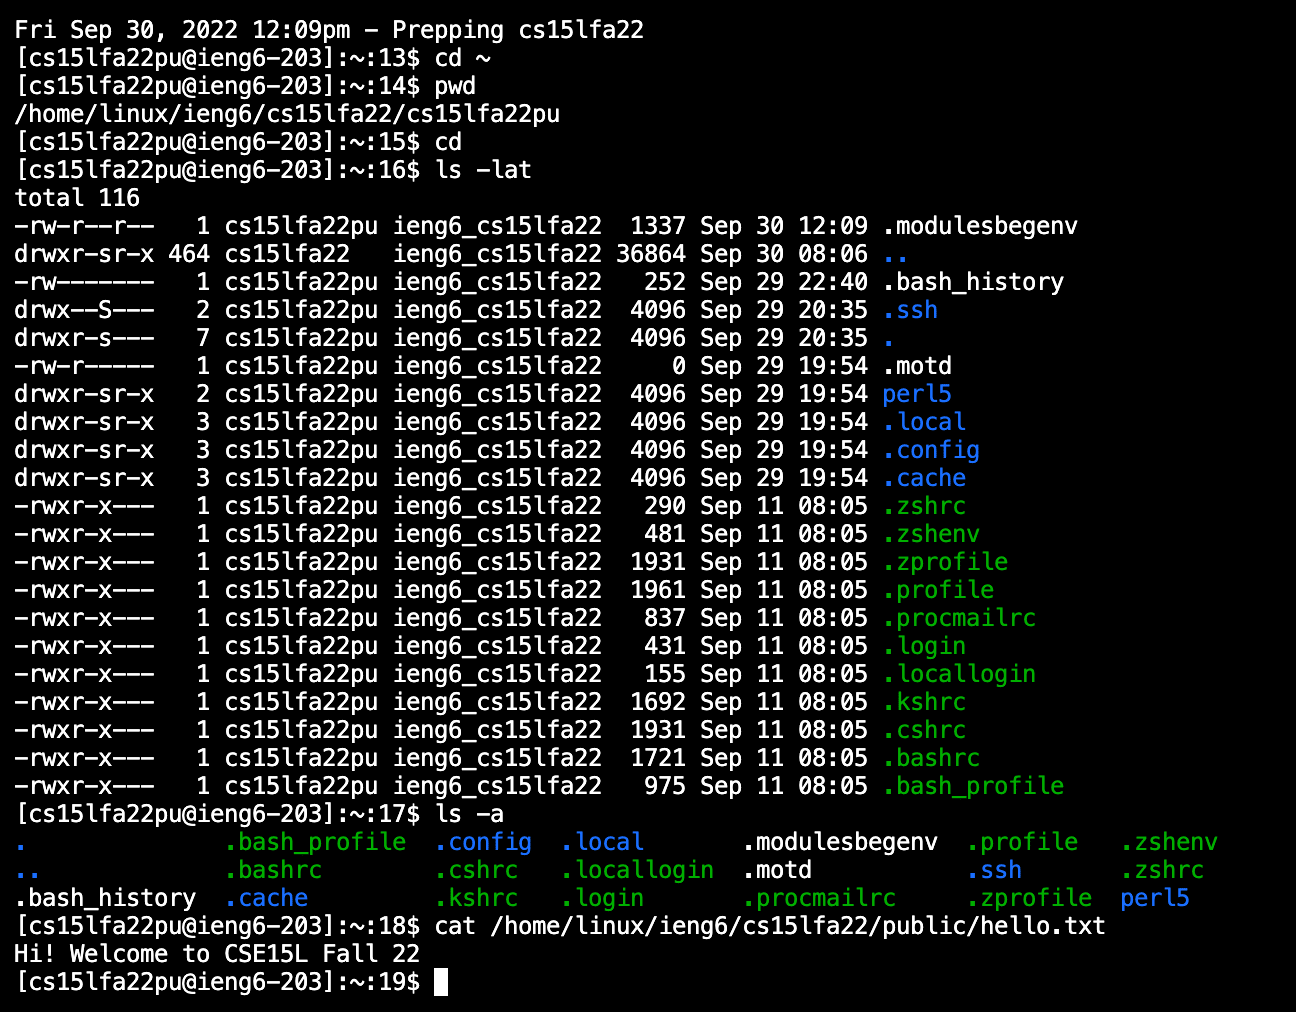 Fri Sep 30, 2022 12:09pm - Prepping cs15lfa22
[cs15lfa22pu@ieng6-203]:~:13$ cd ~
[cs15lfa22pu@ieng6-203]:~:14$ pwd
/home/linux/ieng6/cs15lfa22/cs15lfa22pu
[cs15lfa22pu@ieng6-203]:~:15$ cd
[cs15lfa22pu@ieng6-203]:~:16$ ls -lat
total 116
-rw-r--r--   1 cs15lfa22pu ieng6_cs15lfa22  1337 Sep 30 12:09 .modulesbegenv
drwxr-sr-x 464 cs15lfa22   ieng6_cs15lfa22 36864 Sep 30 08:06 ..
-rw-------   1 cs15lfa22pu ieng6_cs15lfa22   252 Sep 29 22:40 .bash_history
drwx--S---   2 cs15lfa22pu ieng6_cs15lfa22  4096 Sep 29 20:35 .ssh
drwxr-s---   7 cs15lfa22pu ieng6_cs15lfa22  4096 Sep 29 20:35 .
-rw-r-----   1 cs15lfa22pu ieng6_cs15lfa22     0 Sep 29 19:54 .motd
drwxr-sr-x   2 cs15lfa22pu ieng6_cs15lfa22  4096 Sep 29 19:54 perl5
drwxr-sr-x   3 cs15lfa22pu ieng6_cs15lfa22  4096 Sep 29 19:54 .local
drwxr-sr-x   3 cs15lfa22pu ieng6_cs15lfa22  4096 Sep 29 19:54 .config
drwxr-sr-x   3 cs15lfa22pu ieng6_cs15lfa22  4096 Sep 29 19:54 .cache
-rwxr-x---   1 cs15lfa22pu ieng6_cs15lfa22   290 Sep 11 08:05 .zshrc
-rwxr-x---   1 cs15lfa22pu ieng6_cs15lfa22   481 Sep 11 08:05 .zshenv
-rwxr-x---   1 cs15lfa22pu ieng6_cs15lfa22  1931 Sep 11 08:05 .zprofile
-rwxr-x---   1 cs15lfa22pu ieng6_cs15lfa22  1961 Sep 11 08:05 .profile
-rwxr-x---   1 cs15lfa22pu ieng6_cs15lfa22   837 Sep 11 08:05 .procmailrc
-rwxr-x---   1 cs15lfa22pu ieng6_cs15lfa22   431 Sep 11 08:05 .login
-rwxr-x---   1 cs15lfa22pu ieng6_cs15lfa22   155 Sep 11 08:05 .locallogin
-rwxr-x---   1 cs15lfa22pu ieng6_cs15lfa22  1692 Sep 11 08:05 .kshrc
-rwxr-x---   1 cs15lfa22pu ieng6_cs15lfa22  1931 Sep 11 08:05 .cshrc
-rwxr-x---   1 cs15lfa22pu ieng6_cs15lfa22  1721 Sep 11 08:05 .bashrc
-rwxr-x---   1 cs15lfa22pu ieng6_cs15lfa22   975 Sep 11 08:05 .bash_profile
[cs15lfa22pu@ieng6-203]:~:17$ ls -a
.              .bash_profile  .config  .local       .modulesbegenv  .profile   .zshenv
..             .bashrc        .cshrc   .locallogin  .motd           .ssh       .zshrc
.bash_history  .cache         .kshrc   .login       .procmailrc     .zprofile  perl5
[cs15lfa22pu@ieng6-203]:~:18$ cat /home/linux/ieng6/cs15lfa22/public/hello.txt
Hi! Welcome to CSE15L Fall 22
[cs15lfa22pu@ieng6-203]:~:19$